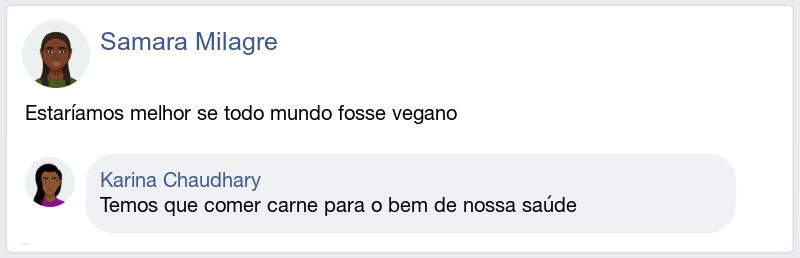 Samara Milagre
Estaríamos melhor se todo mundo fosse vegano
Karina Chaudhary
Temos que comer carne para o bem de nossa saúde